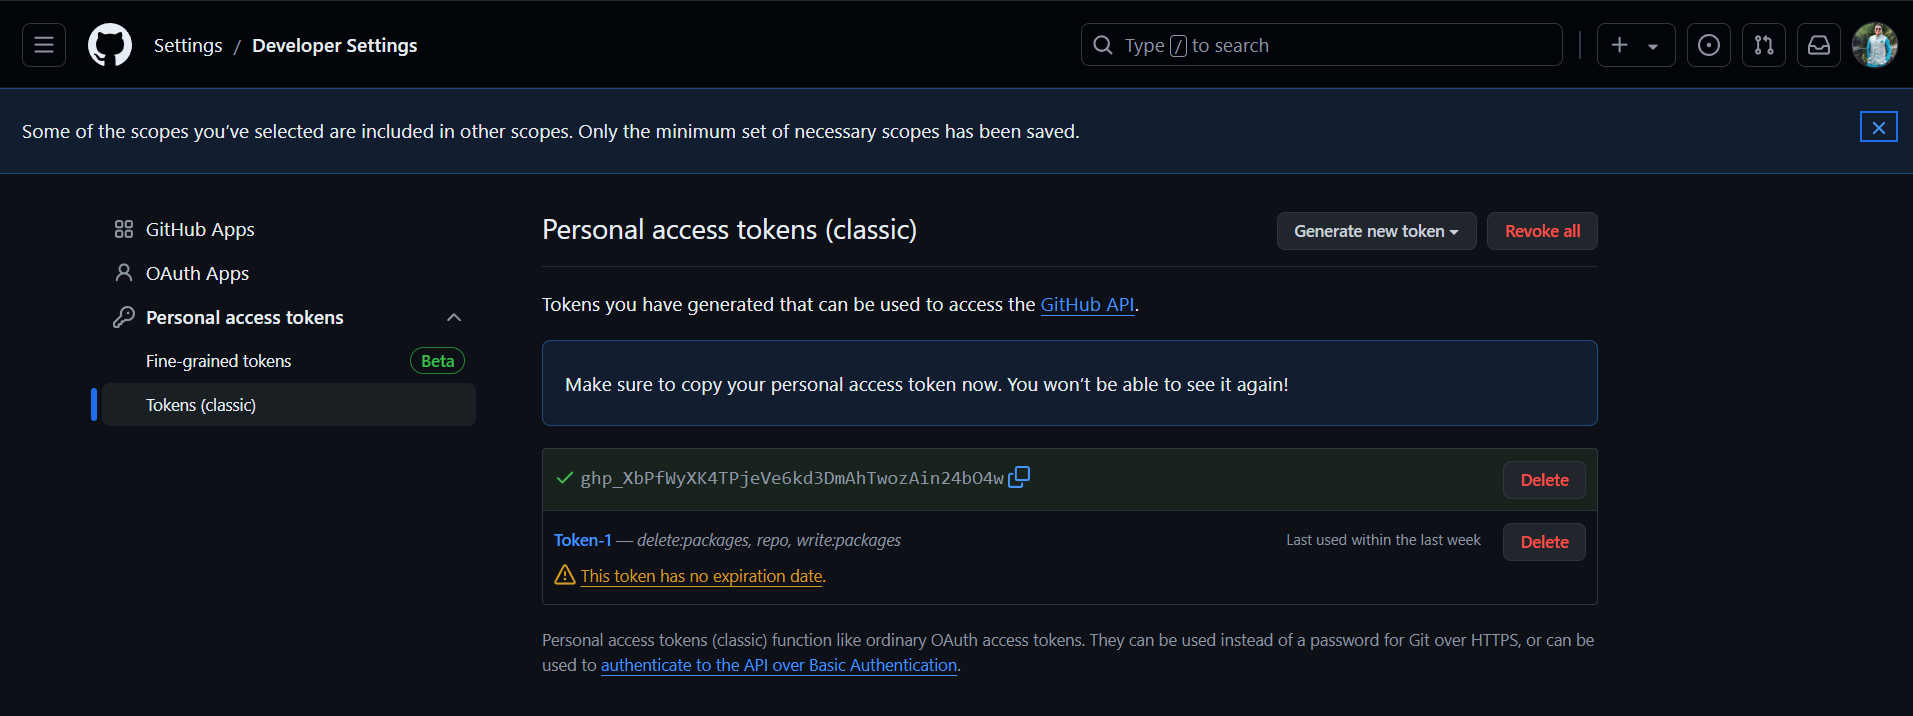 Settings / Developer Settings
Type / to search
Some of the scopes you've selected are included in other scopes. Only the minimum set of necessary scopes has been saved.
GitHub Apps
OAuth Apps
Personal access tokens
Fine-grained tokens Beta
Tokens (classic)
Personal access tokens (classic)
Generate new token
Revoke all
Tokens you have generated that can be used to access the GitHub API.
Make sure to copy your personal access token now. You won't be able to see it again!
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
Delete
Token-1 — delete:packages, repo, write:packages
Last used within the last week
Delete
This token has no expiration date.
Personal access tokens (classic) function like ordinary OAuth access tokens. They can be used instead of a password for Git over HTTPS, or can be
used to authenticate to the API over Basic Authentication.